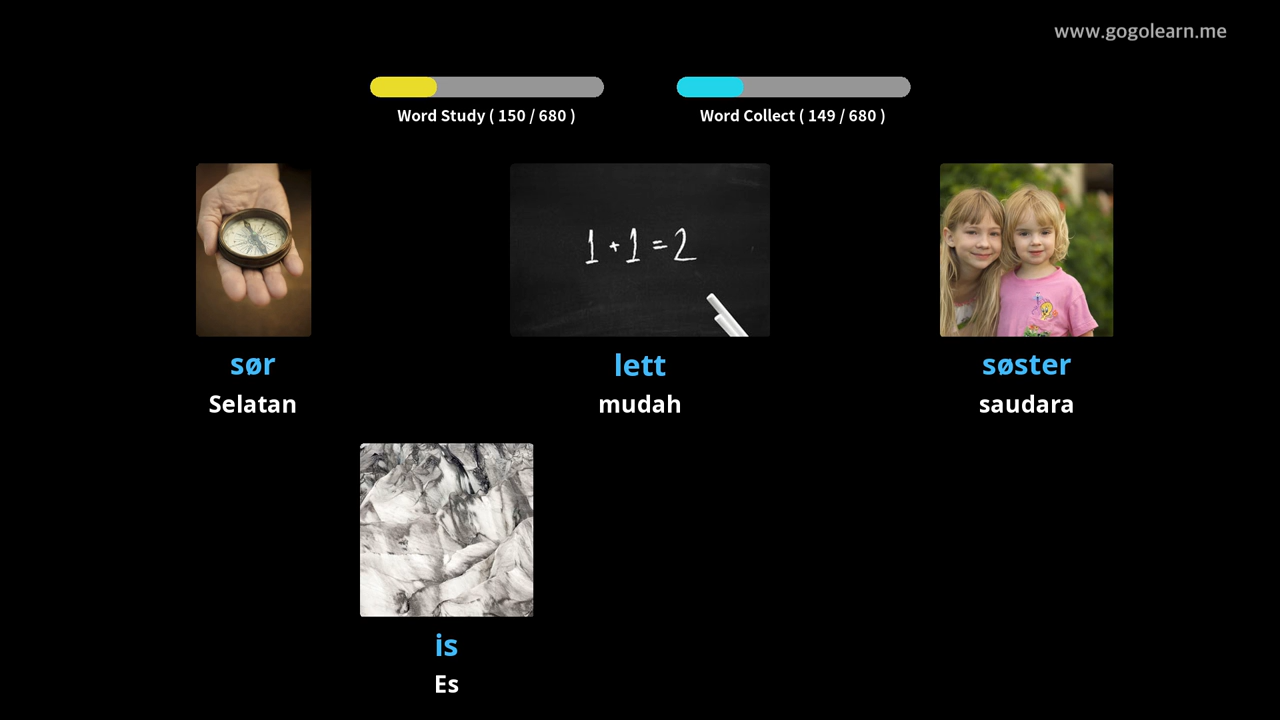 www.gogolearn.me
Word Study ( 150 / 680 )
Word Collect ( 149 / 680 )
1 + 1 = 2
sør
Selatan
lett
mudah
søster
saudara
is
Es